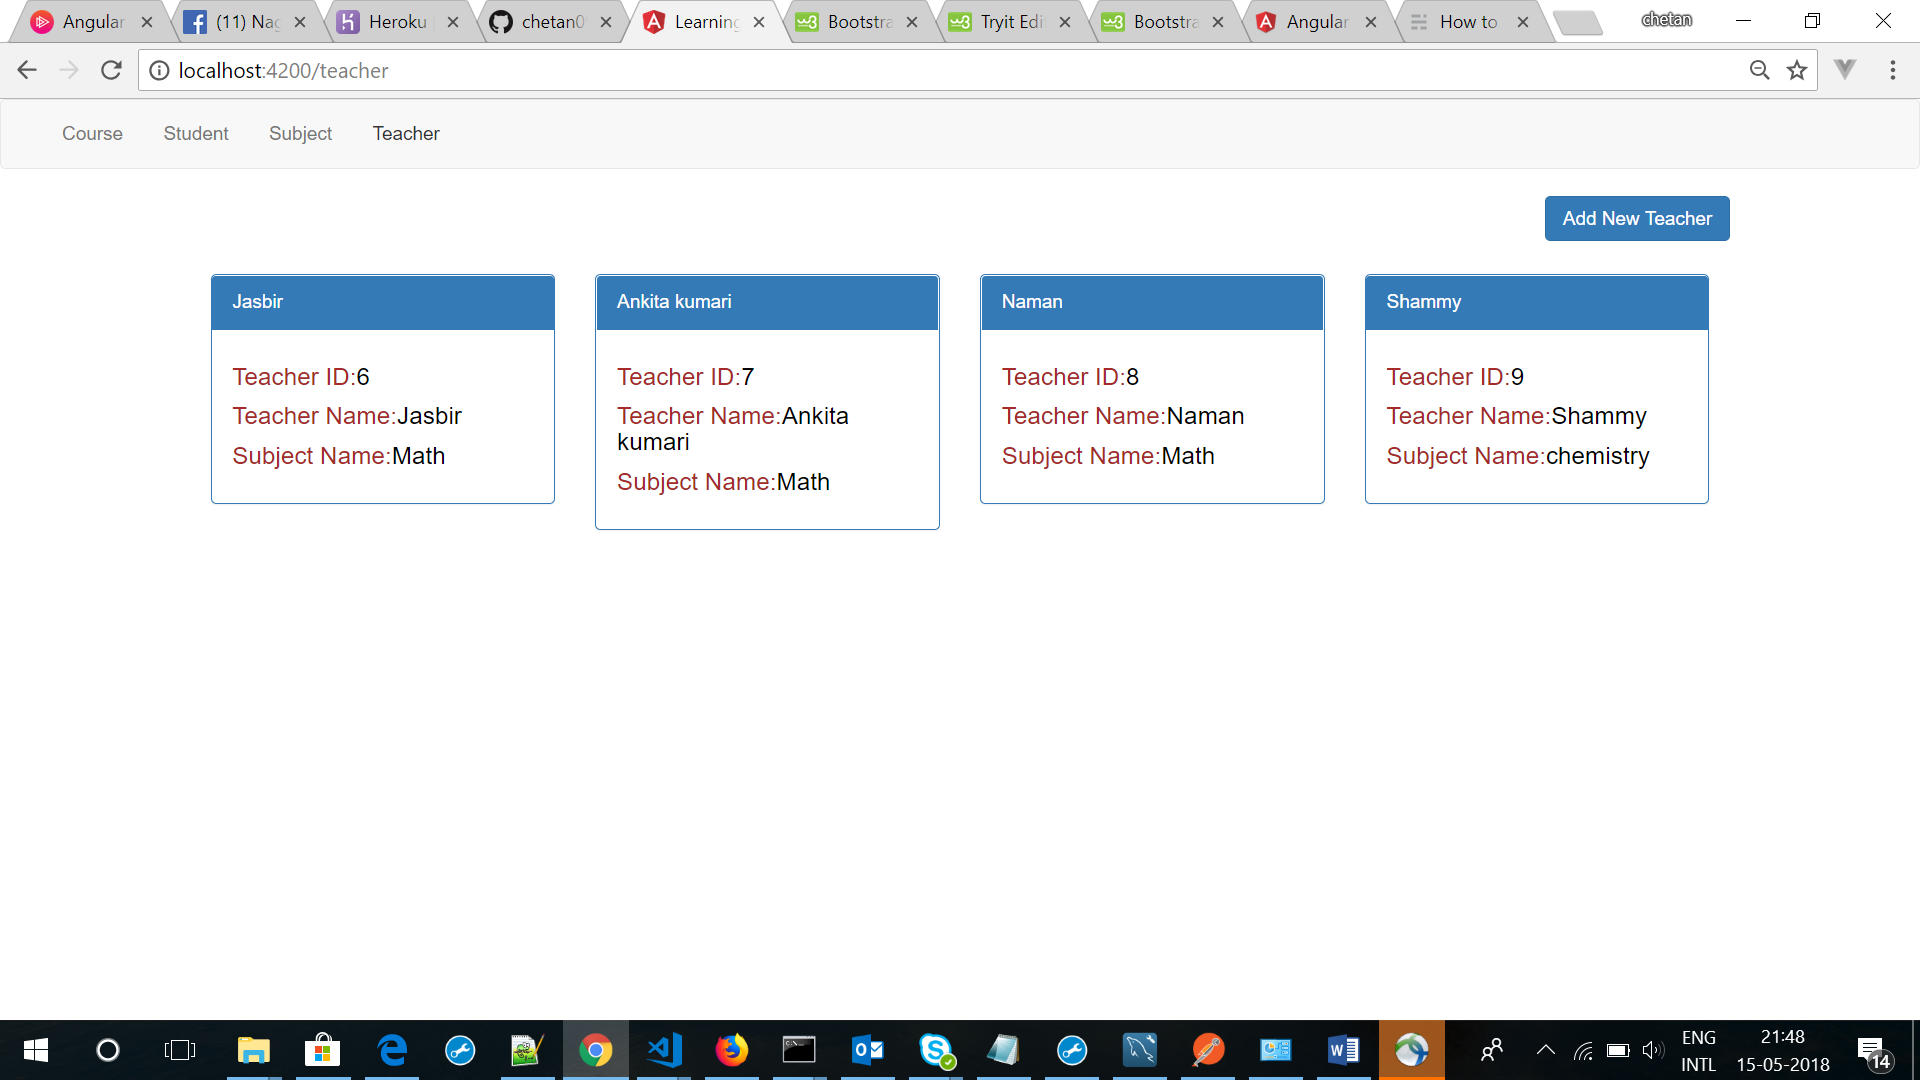 Angular
(11) Nag
Heroku
chetan0
Learning
Bootstra
Tryit Edi
Bootstra
Angular
How to
chetan
localhost:4200/teacher
Course Student Subject Teacher
Add New Teacher
Jasbir
Teacher ID:6
Teacher Name:Jasbir
Subject Name:Math
Ankita kumari
Teacher ID:7
Teacher Name:Ankita
kumari
Subject Name:Math
Naman
Teacher ID:8
Teacher Name:Naman
Subject Name:Math
Shammy
Teacher ID:9
Teacher Name:Shammy
Subject Name:chemistry
ENG
INTL
21:48
15-05-2018
14